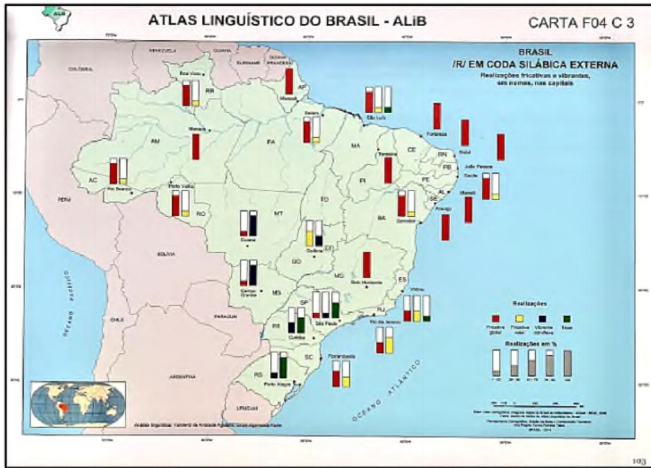 ALiB
ATLAS LINGUÍSTICO DO BRASIL - ALiB
CARTA F04 C 3
BRASIL
/R/ EM CODA SILÁBICA EXTERNA
Realizações fricativas e vibrantes,
em nomes, nas capitais
VENEZUELA
GUIANA
SURINAME
COLÔMBIA
Boa Vista
RR
AP
Macapá
Belém
São Luís
Fortaleza
Natal
João Pessoa
Recife
Maceió
Aracaju
Manaus
AM
PA
MA
CE
RN
PB
PE
AL
SE
PI
Teresina
AC
Rio Branco
Porto Velho
RO
MT
TO
BA
Salvador
PERU
BOLÍVIA
Cuiabá
Goiânia
DF
GO
MG
Belo Horizonte
ES
Vitória
Campo Grande
MS
SP
São Paulo
RJ
Rio de Janeiro
PR
Curitiba
SC
Florianópolis
RS
Porto Alegre
PARAGUAI
CHILE
ARGENTINA
URUGUAI
OCEANO PACÍFICO
OCEANO ATLÂNTICO
Realizações
Fricativa glotal
Fricativa velar
Vibrante retroflexa
Tepe
Realizações em %
103